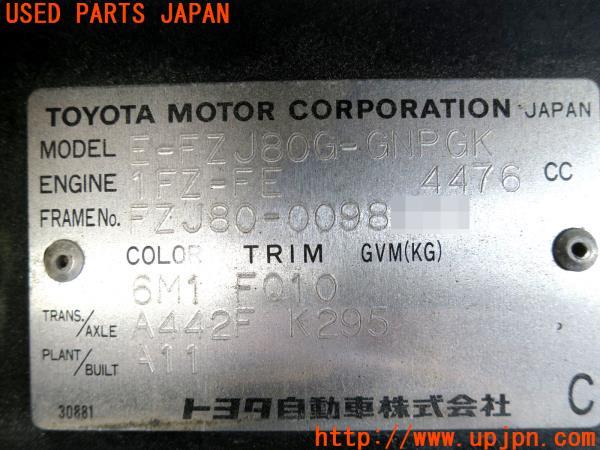 USED PARTS JAPAN
TOYOTA MOTOR CORPORATION JAPAN
MODEL E-FZJ80G-GNPGK
ENGINE 1FZ-FE 4476 CC
FRAME No. FZJ80-0098
COLOR TRIM GVM(KG)
6M1 FQ10
TRANS./AXLE A442F K295
PLANT/BUILT A11
30881 トヨタ自動車株式会社 C
UPJ http://www.upjpn.com